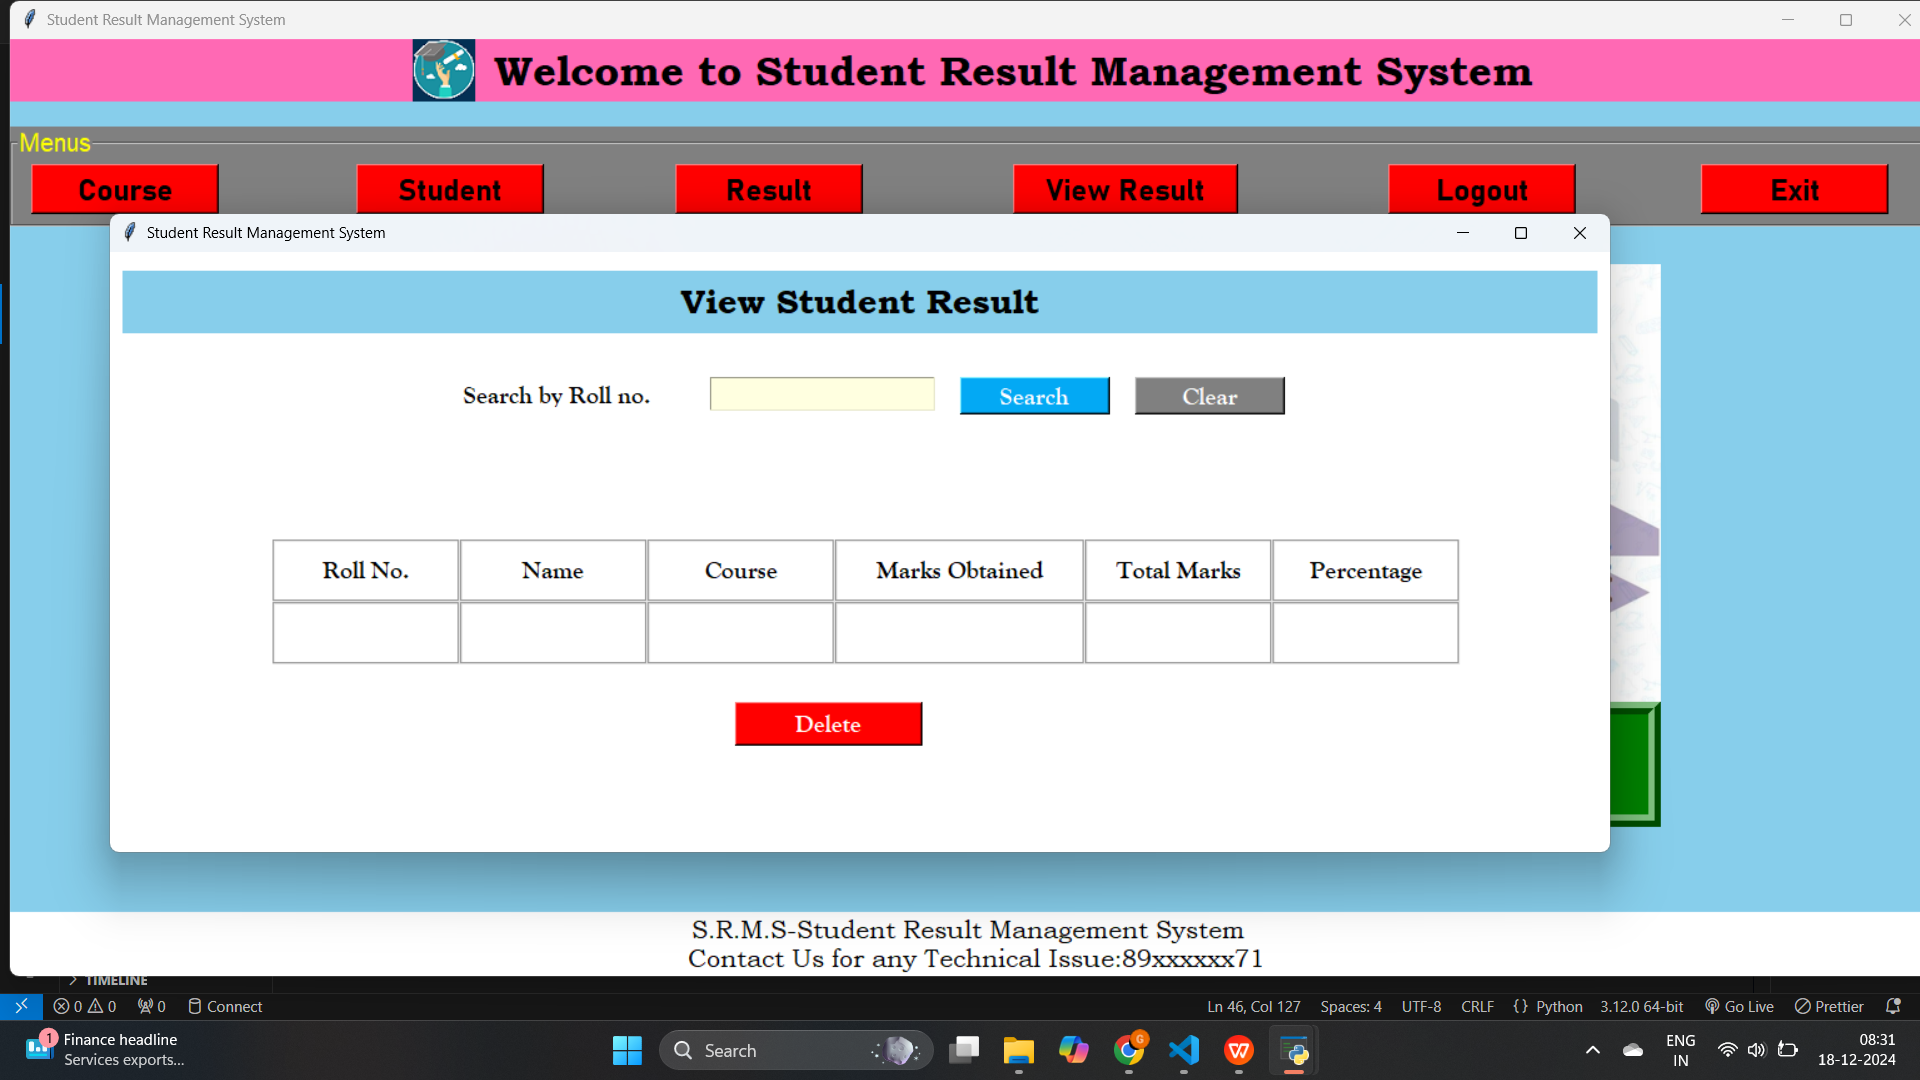 Student Result Management System
Welcome to Student Result Management System
Menus
Course Student Result View Result Logout Exit
Student Result Management System
View Student Result
Search by Roll no. Search Clear
Roll No. Name Course Marks Obtained Total Marks Percentage
Delete
S.R.M.S-Student Result Management System
Contact Us for any Technical Issue:89xxxxxx71
TIMELINE
0 0 0 Connect Ln 46, Col 127 Spaces: 4 UTF-8 CRLF {} Python 3.12.0 64-bit Go Live Prettier
1 Finance headline
Services exports...
Search
G
W
ENG
IN
08:31
18-12-2024